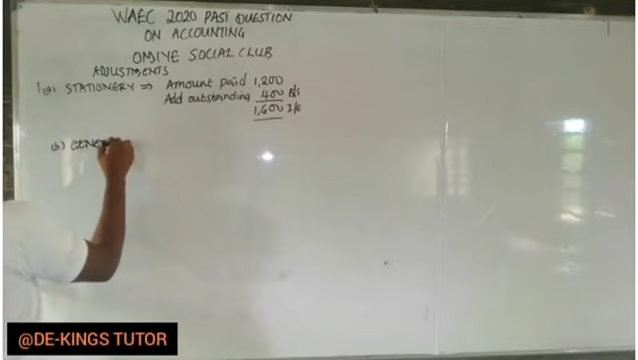 WAEC 2020 PAST QUESTION
ON ACCOUNTING
OMIYE SOCIAL CLUB
ADJUSTMENTS
1(a) STATIONERY => Amount paid 1,200
Add outstanding 400 B/S
1,600 I/E
(b) GENE
@DE-KINGS TUTOR